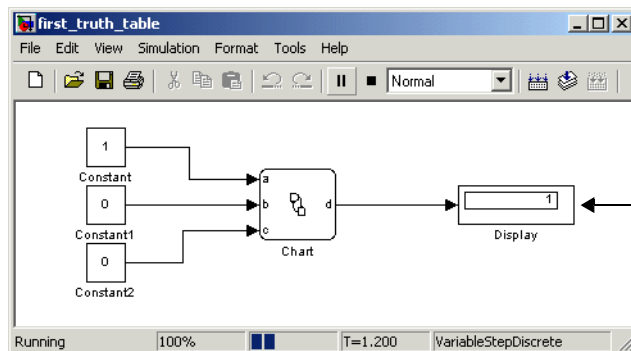 first_truth_table
File Edit View Simulation Format Tools Help
Normal
1
Constant
0
Constant1
0
Constant2
a
b
c
d
Chart
1
Display
Running 100% T=1.200 VariableStepDiscrete